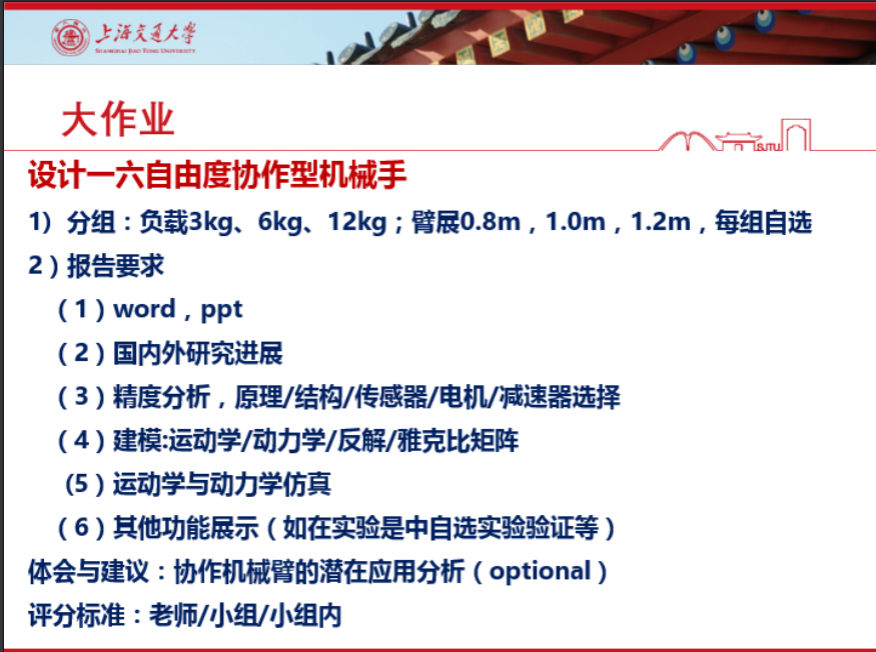 上海交通大学
SHANGHAI JIAO TONG UNIVERSITY
大作业
设计一六自由度协作型机械手
1）分组：负载3kg、6kg、12kg；臂展0.8m，1.0m，1.2m，每组自选
2）报告要求
（1）word，ppt
（2）国内外研究进展
（3）精度分析，原理/结构/传感器/电机/减速器选择
（4）建模:运动学/动力学/反解/雅克比矩阵
（5）运动学与动力学仿真
（6）其他功能展示（如在实验是中自选实验验证等）
体会与建议：协作机械臂的潜在应用分析（optional）
评分标准：老师/小组/小组内